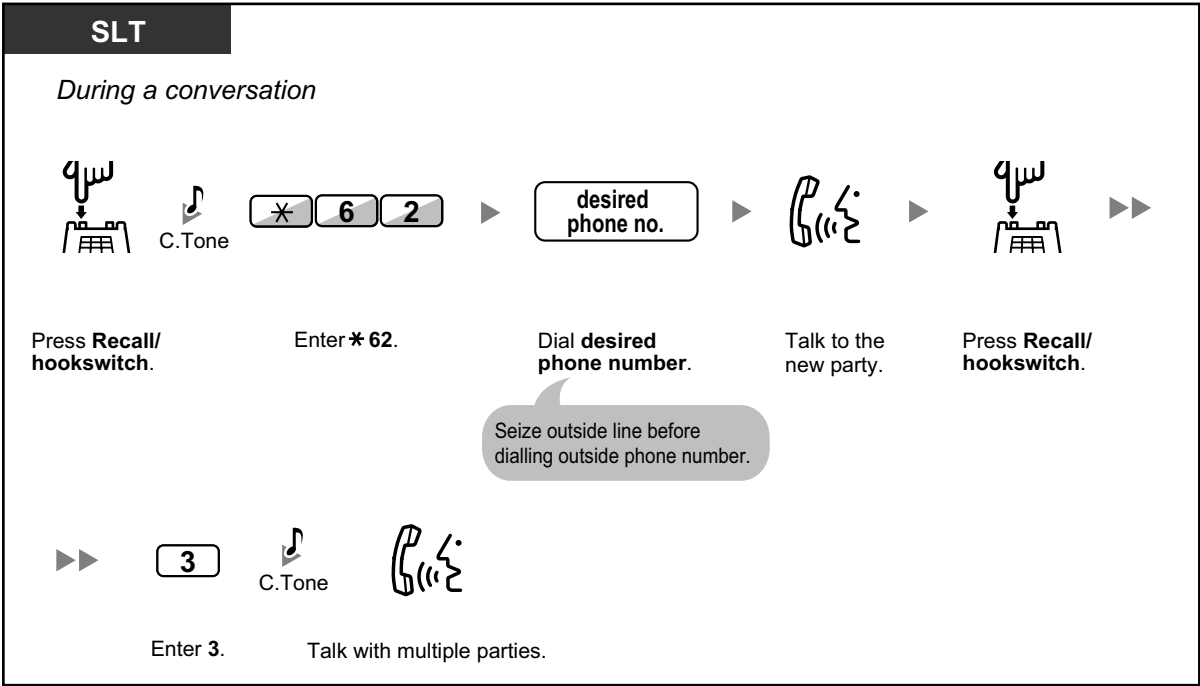 SLT
During a conversation
C.Tone
* 6 2
desired
phone no.
Press Recall/
hookswitch.
Enter * 62.
Dial desired
phone number.
Talk to the
new party.
Press Recall/
hookswitch.
Seize outside line before
dialling outside phone number.
3
C.Tone
Enter 3.
Talk with multiple parties.